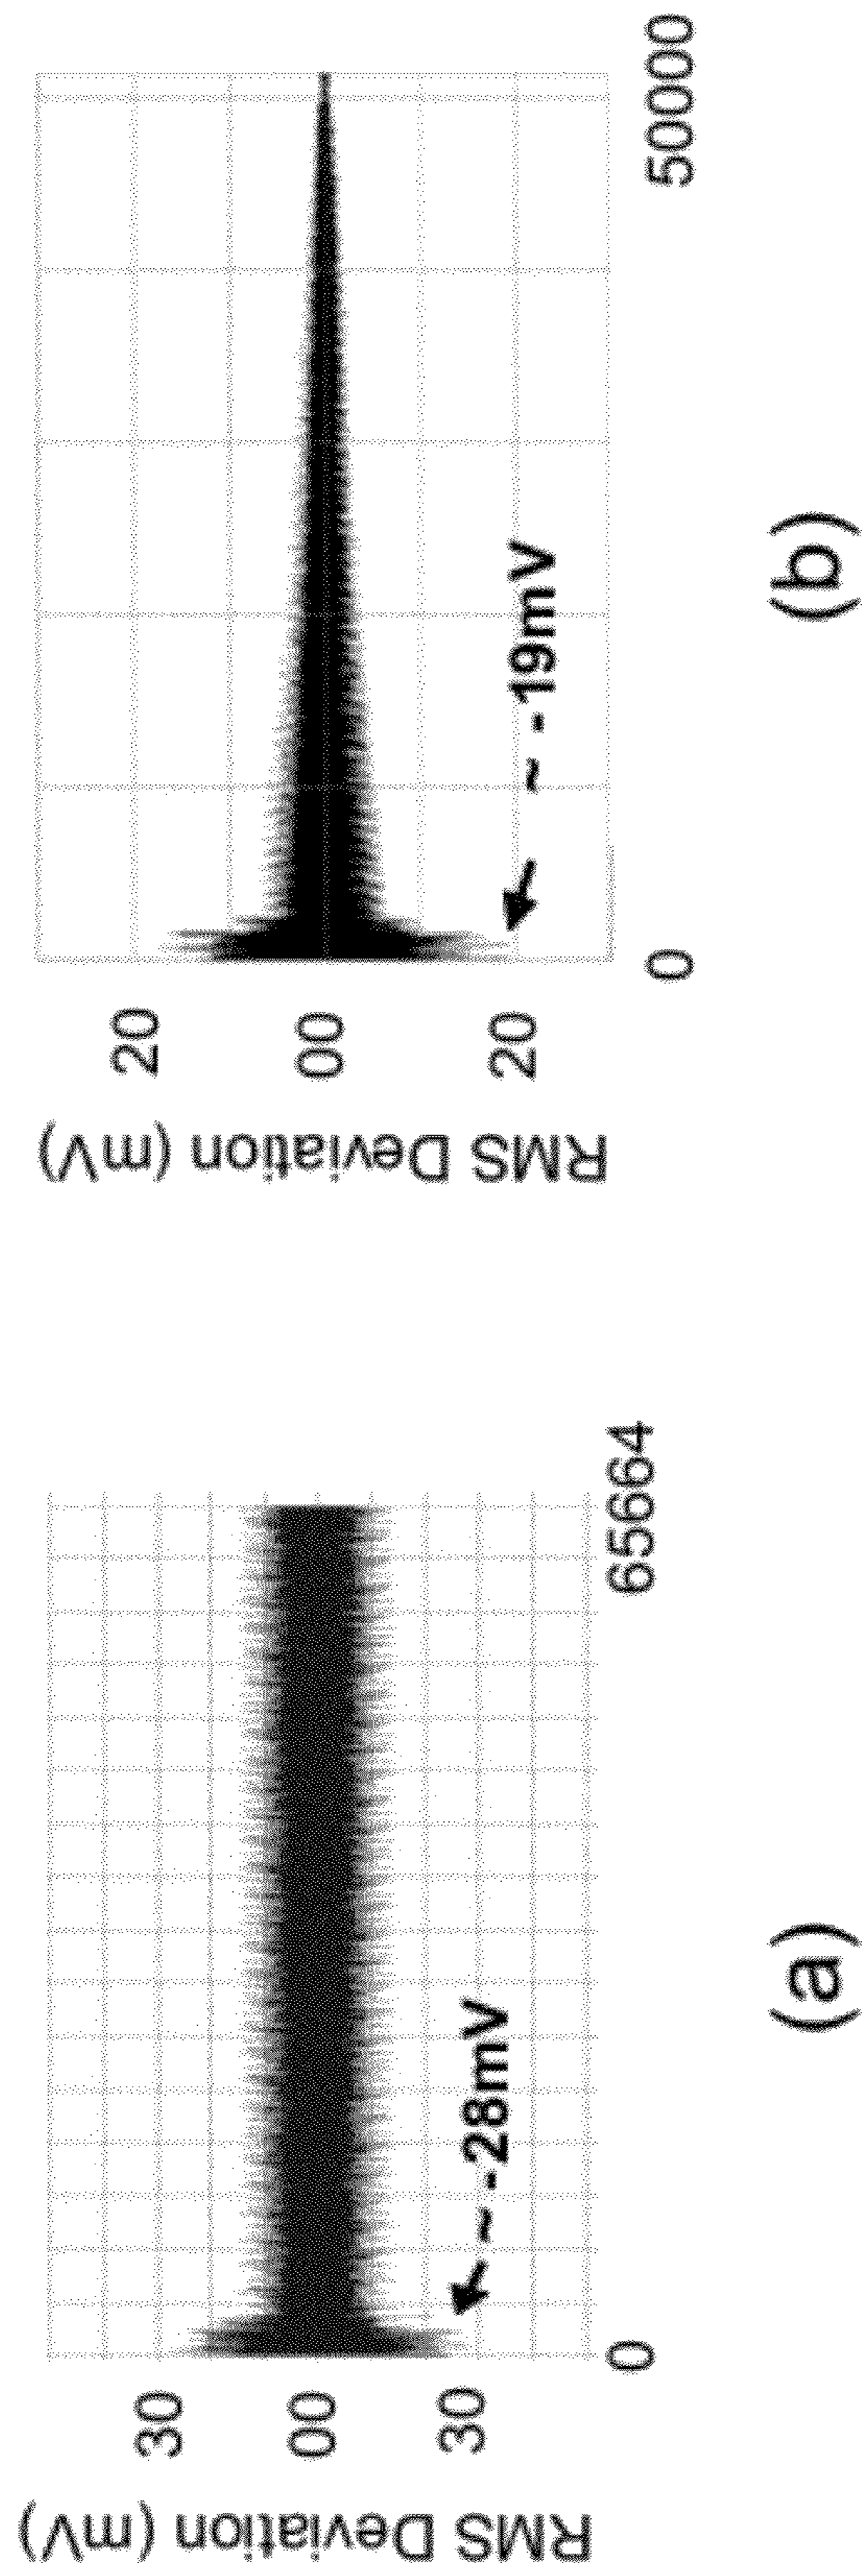 RMS Deviation (mV)
30
00
30
~ -28mV
0
65664
(a)
RMS Deviation (mV)
20
00
20
~ -19mV
0
50000
(b)